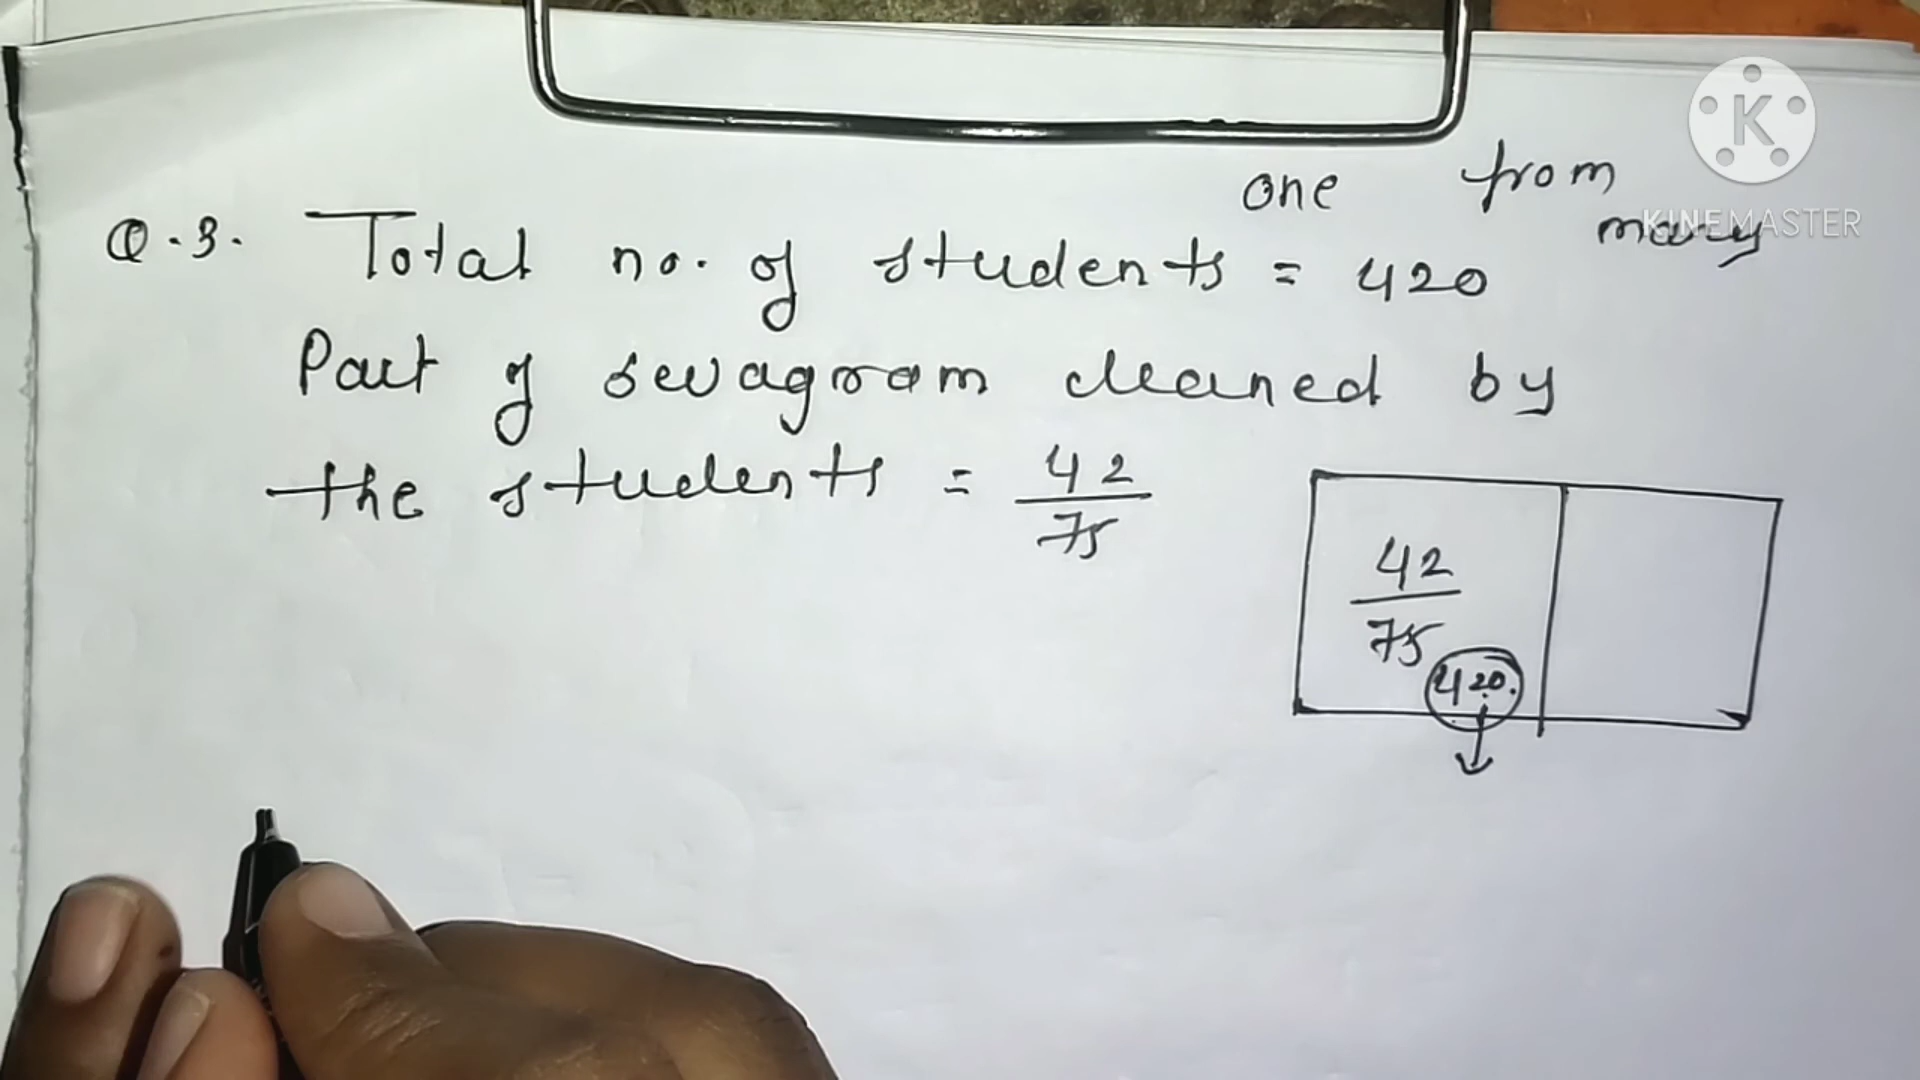 one from
many
Q.3. Total no. of students = 420
Part of sevagram cleaned by
the students = 42/75
42/75
420.
K
KINEMASTER